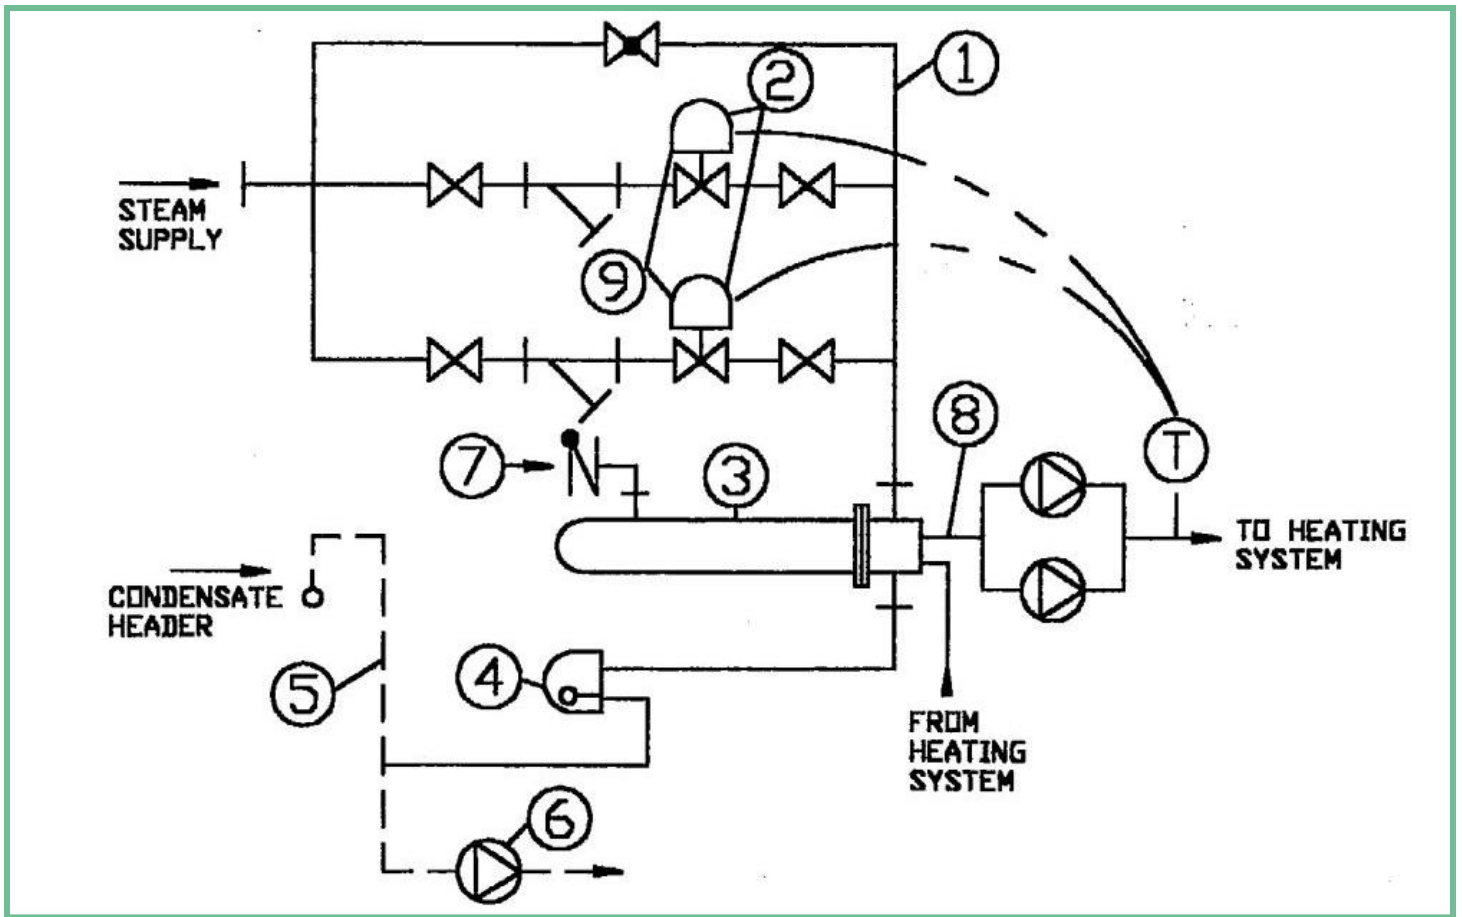 1
2
STEAM
SUPPLY
9
8
7
3
T
TO HEATING
SYSTEM
CONDENSATE
HEADER
4
5
FROM
HEATING
SYSTEM
6